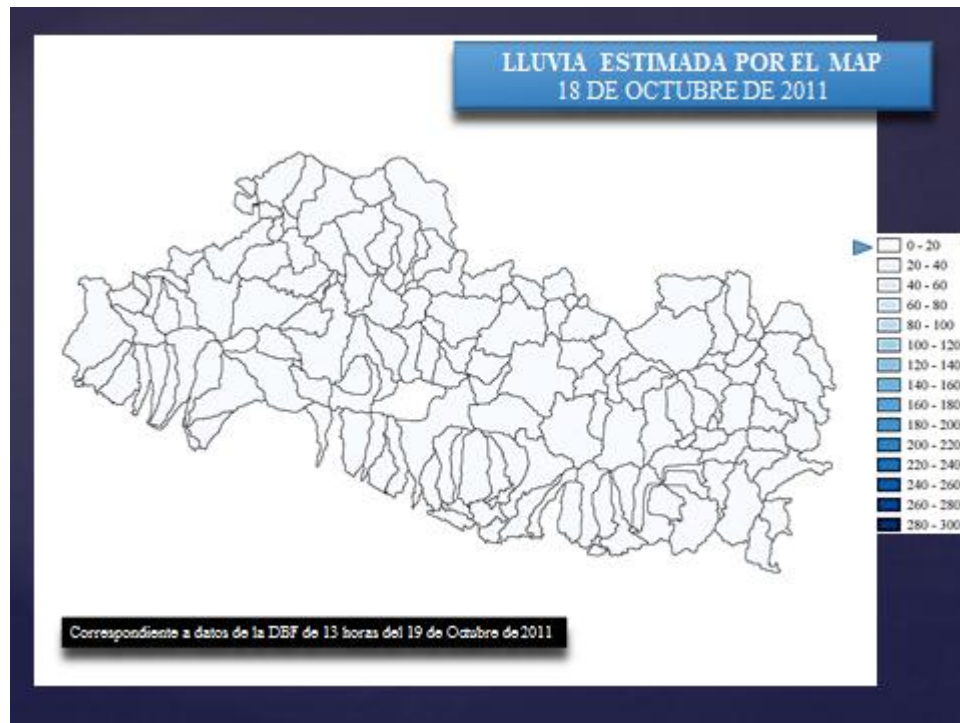 LLUVIA ESTIMADA POR EL MAP
18 DE OCTUBRE DE 2011
0 - 20
20 - 40
40 - 60
60 - 80
80 - 100
100 - 120
120 - 140
140 - 160
160 - 180
180 - 200
200 - 220
220 - 240
240 - 260
260 - 280
280 - 300
Correspondiente a datos de la DBF de 13 horas del 19 de Octubre de 2011